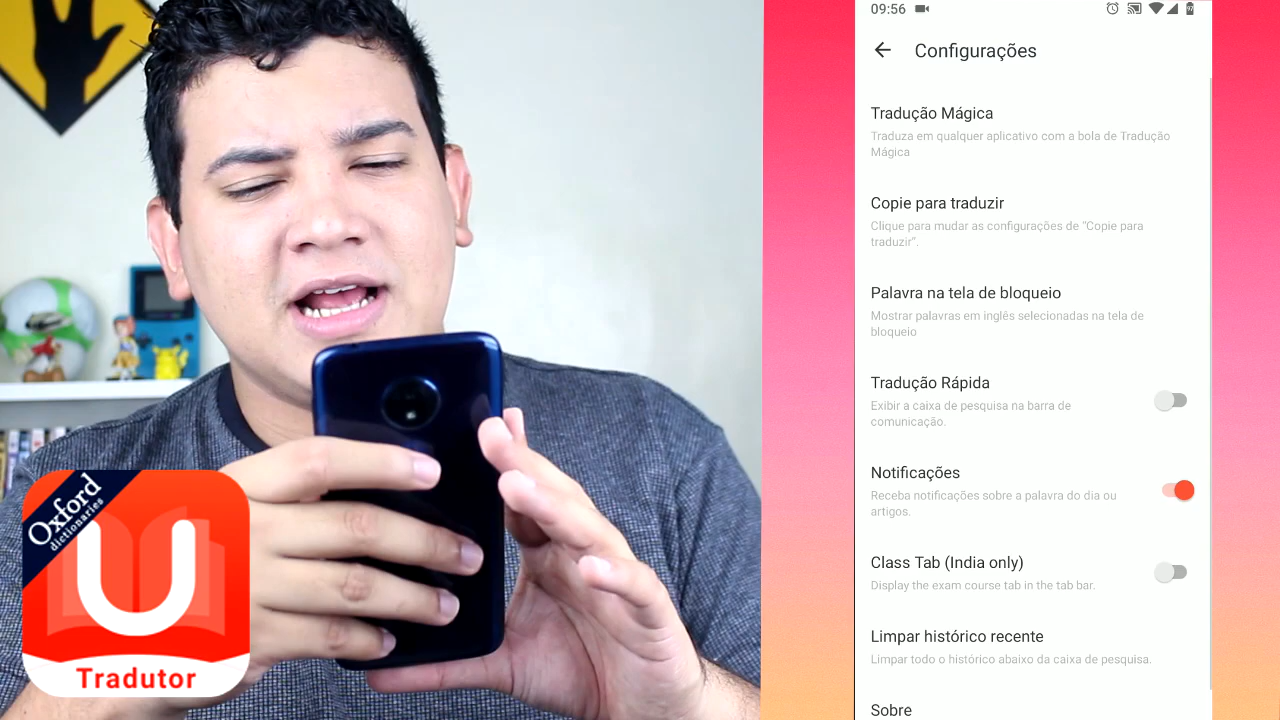 Oxford
dictionaries
U
Tradutor
09:56
Configurações
Tradução Mágica
Traduza em qualquer aplicativo com a bola de Tradução
Mágica
Copie para traduzir
Clique para mudar as configurações de “Copie para
traduzir”.
Palavra na tela de bloqueio
Mostrar palavras em inglês selecionadas na tela de
bloqueio
Tradução Rápida
Exibir a caixa de pesquisa na barra de
comunicação.
Notificações
Receba notificações sobre a palavra do dia ou
artigos.
Class Tab (India only)
Display the exam course tab in the tab bar.
Limpar histórico recente
Limpar todo o histórico abaixo da caixa de pesquisa.
Sobre